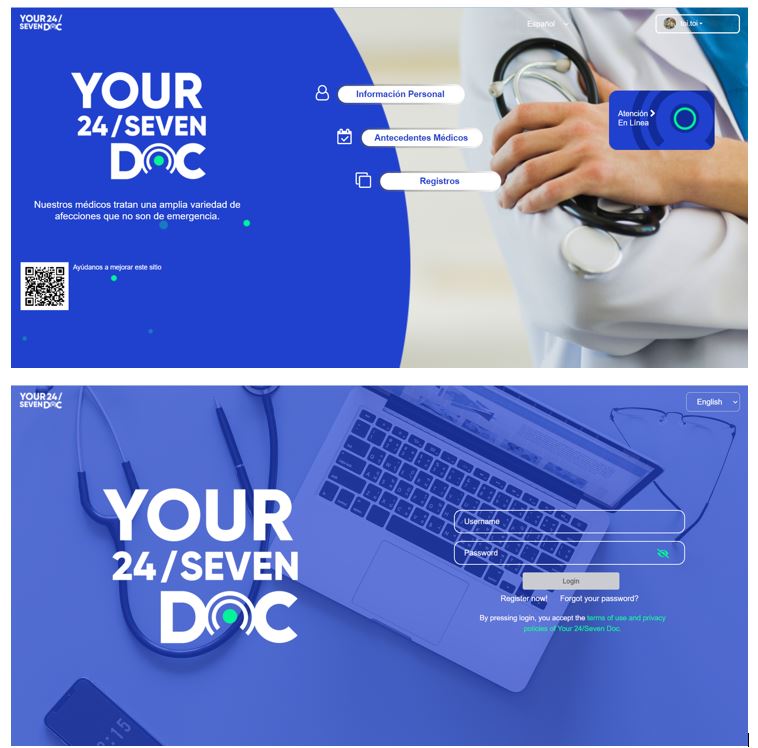 YOUR 24/
SEVEN DOC
Español
toi.toi
YOUR
24/SEVEN
DOC
Nuestros médicos tratan una amplia variedad de
afecciones que no son de emergencia.
Ayúdanos a mejorar este sitio
Información Personal
Antecedentes Médicos
Registros
Atención
En Línea
YOUR 24/
SEVEN DOC
English
YOUR
24/SEVEN
DOC
Username
Password
Login
Register now! Forgot your password?
By pressing login, you accept the terms of use and privacy
policies of Your 24/Seven Doc.